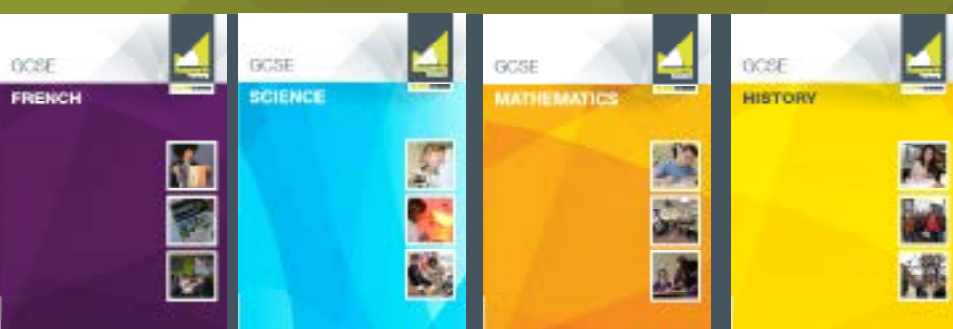 GCSE
FRENCH
GCSE
SCIENCE
GCSE
MATHEMATICS
GCSE
HISTORY